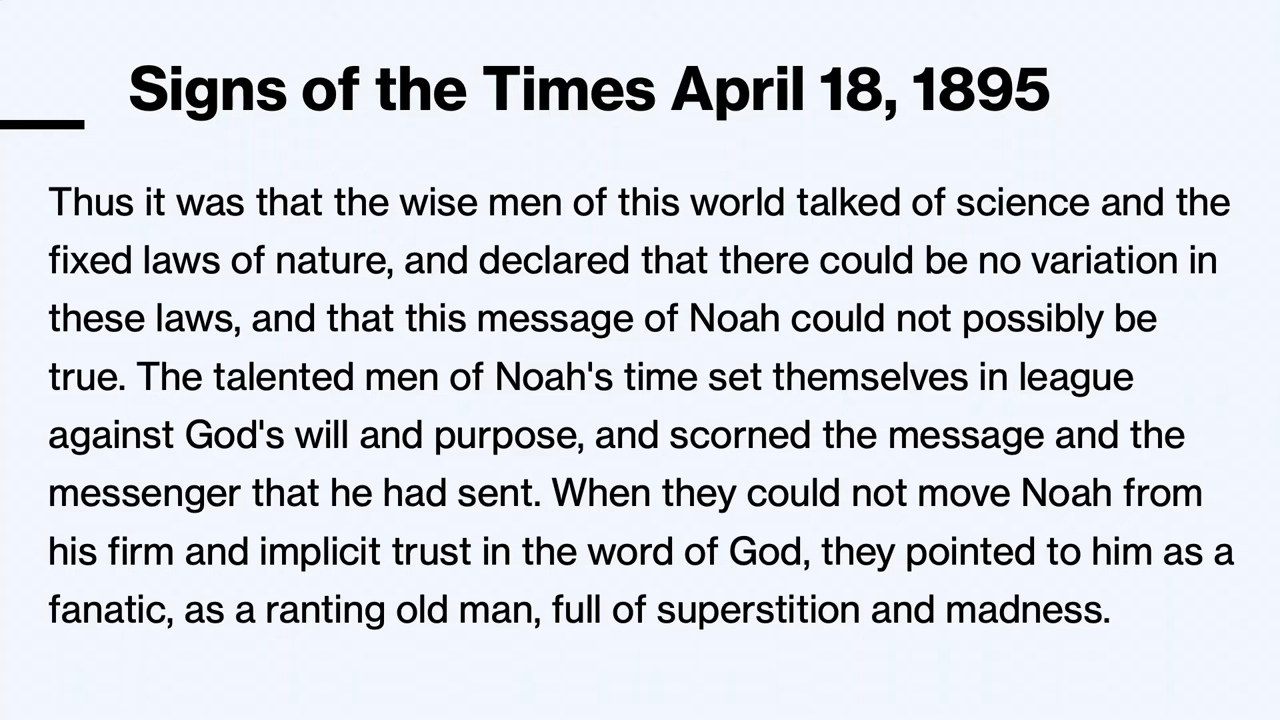 Signs of the Times April 18, 1895
Thus it was that the wise men of this world talked of science and the
fixed laws of nature, and declared that there could be no variation in
these laws, and that this message of Noah could not possibly be
true. The talented men of Noah's time set themselves in league
against God's will and purpose, and scorned the message and the
messenger that he had sent. When they could not move Noah from
his firm and implicit trust in the word of God, they pointed to him as a
fanatic, as a ranting old man, full of superstition and madness.